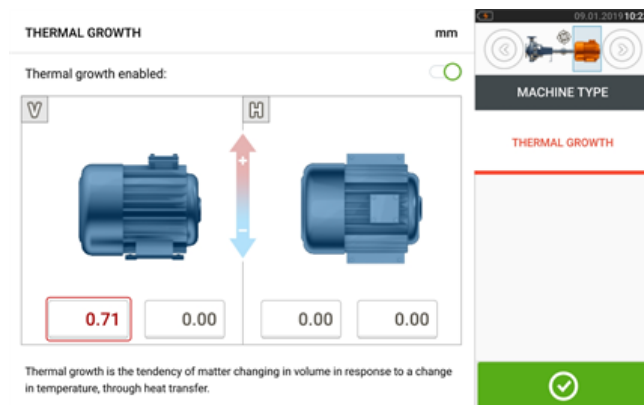 THERMAL GROWTH mm
09.01.2019 10:2
Thermal growth enabled:
MACHINE TYPE
V H
THERMAL GROWTH
+
-
0.71 0.00 0.00 0.00
Thermal growth is the tendency of matter changing in volume in response to a change
in temperature, through heat transfer.